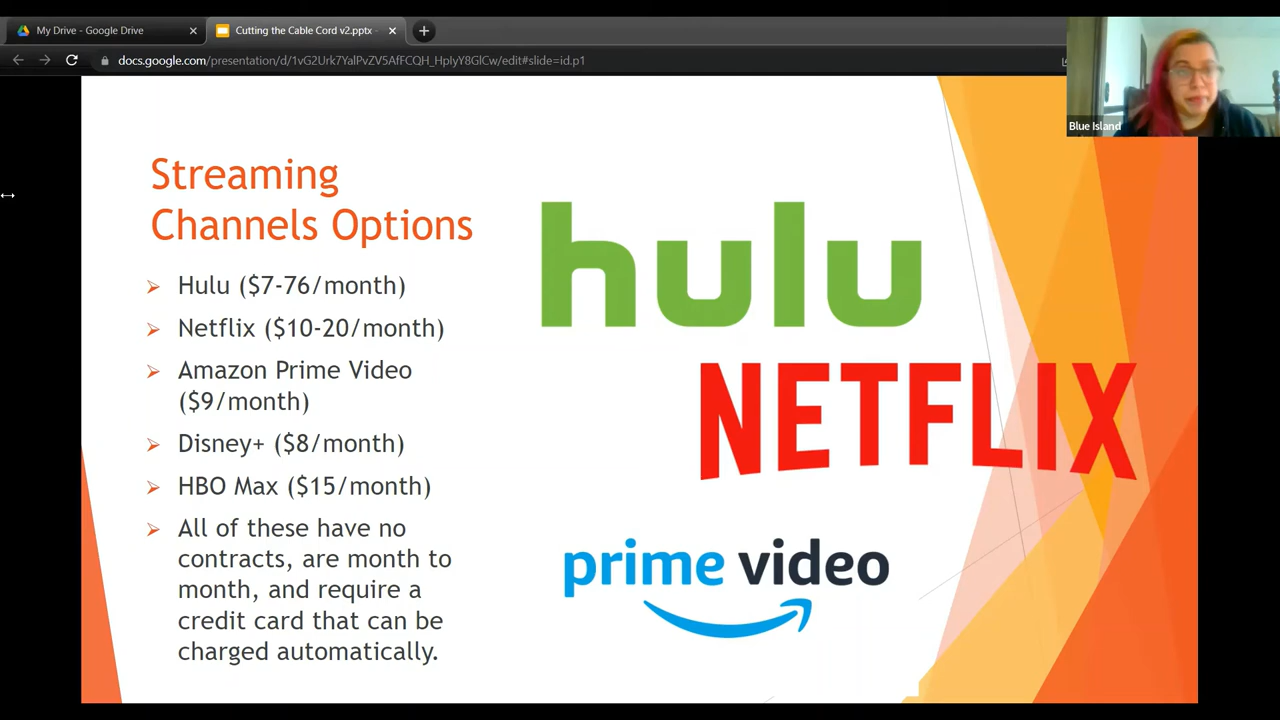 My Drive - Google Drive
Cutting the Cable Cord v2.pptx -
docs.google.com/presentation/d/1vG2Urk7YalPvZV5AfFCQH_HpIyY8GlCw/edit#slide=id.p1
Blue Island
Streaming
Channels Options
Hulu ($7-76/month)
Netflix ($10-20/month)
Amazon Prime Video
($9/month)
Disney+ ($8/month)
HBO Max ($15/month)
All of these have no
contracts, are month to
month, and require a
credit card that can be
charged automatically.
hulu
NETFLIX
prime video